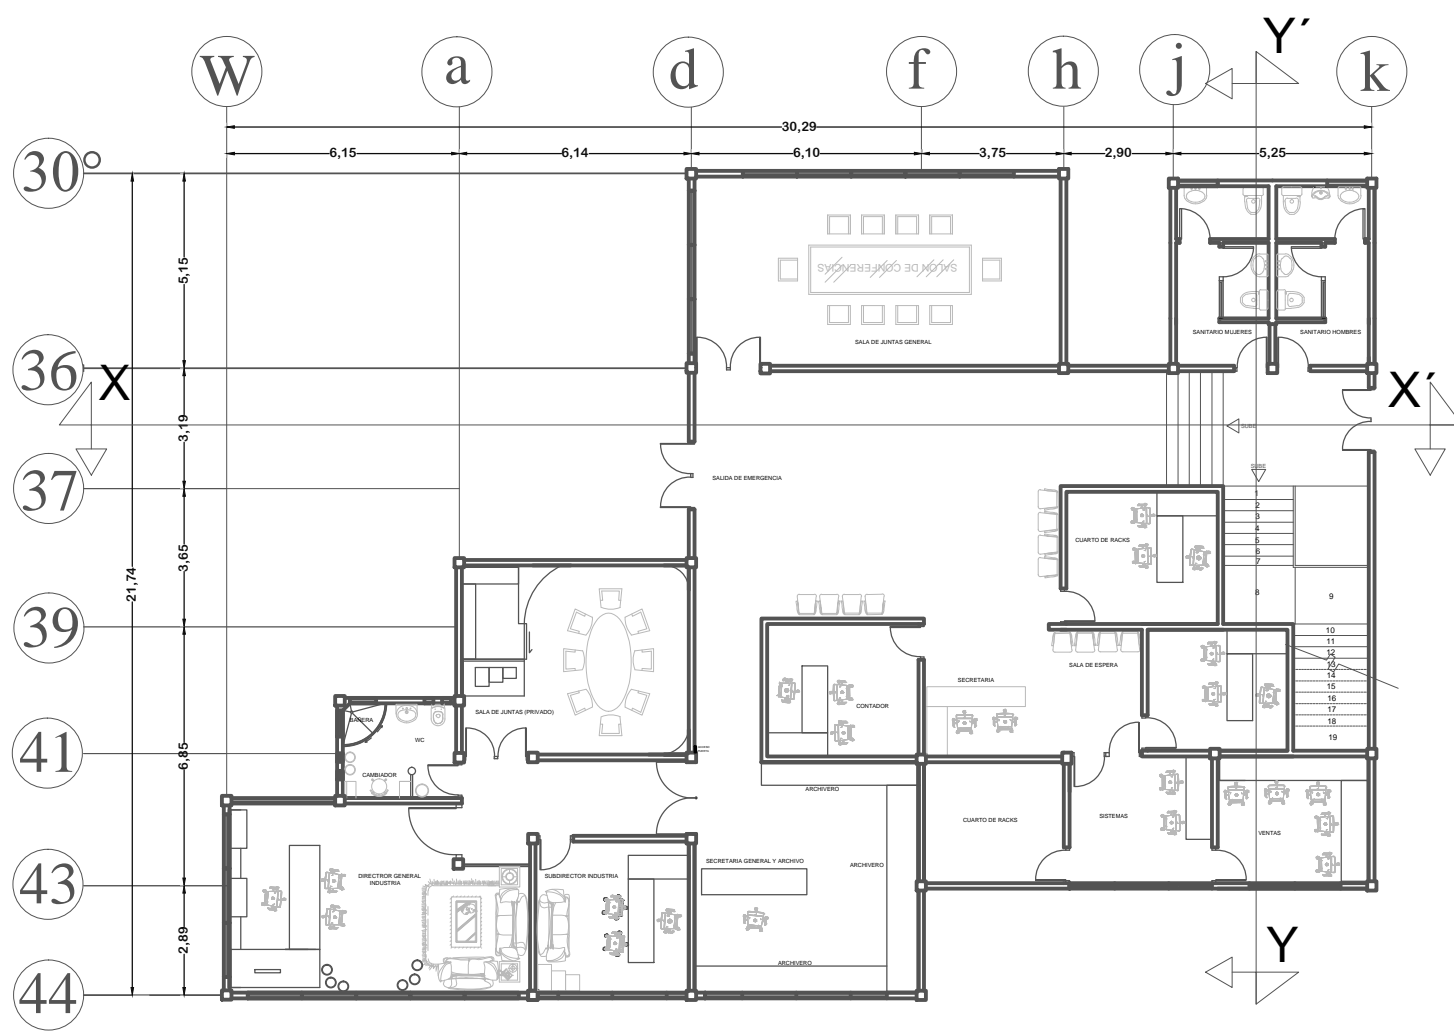 Y´
W
a
d
f
h
j
k
30,29
6,15
6,14
6,10
3,75
2,90
5,25
30°
5,15
SALON DE CONFERENCIAS
SANITARIO MUJERES
SANITARIO HOMBRES
SALA DE JUNTAS GENERAL
36
X
X´
3,19
SUBE
SUBE
37
SALIDA DE EMERGENCIA
1
2
3
4
5
6
7
8
9
CUARTO DE RACKS
3,65
21,74
39
10
11
12
13
14
15
16
17
18
19
SALA DE ESPERA
SECRETARIA
CONTADOR
SALA DE JUNTAS (PRIVADO)
BAÑERA
WC
41
6,85
CAMBIADOR
ARCHIVERO
CUARTO DE RACKS
SISTEMAS
VENTAS
SECRETARIA GENERAL Y ARCHIVO
ARCHIVERO
43
DIRECTROR GENERAL
INDUSTRIA
SUBDIRECTOR INDUSTRIA
2,89
Y
ARCHIVERO
44